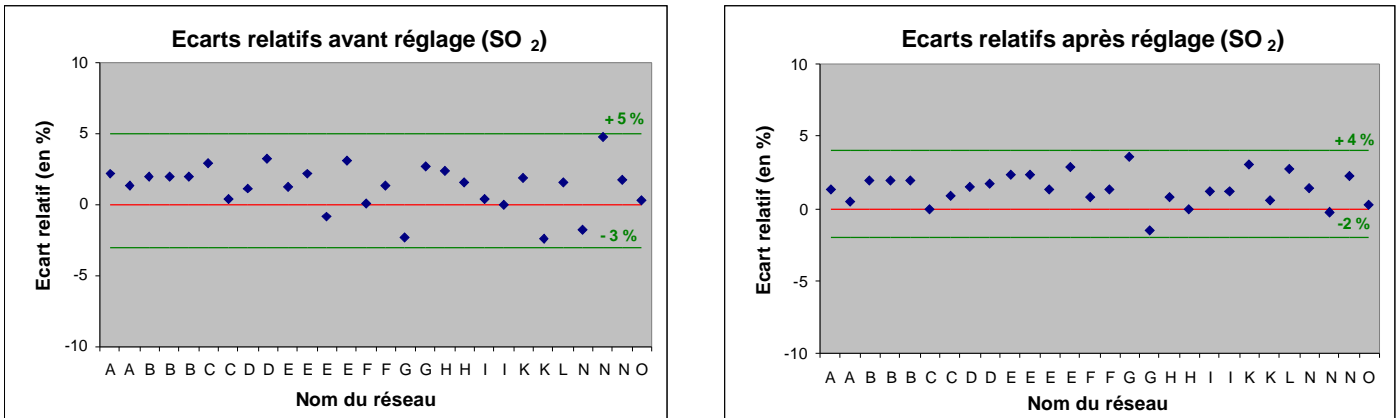 Ecarts relatifs avant réglage (SO 2)
10
5
0
-5
-10
Ecart relatif (en %)
+ 5 %
- 3 %
A A B B B C C D D E E E E F F G G H H I I K K L N N N O
Nom du réseau
Ecarts relatifs après réglage (SO 2)
10
5
0
-5
-10
Ecart relatif (en %)
+ 4 %
-2 %
A A B B B C C D D E E E E F F G G H H I I K K L N N N O
Nom du réseau